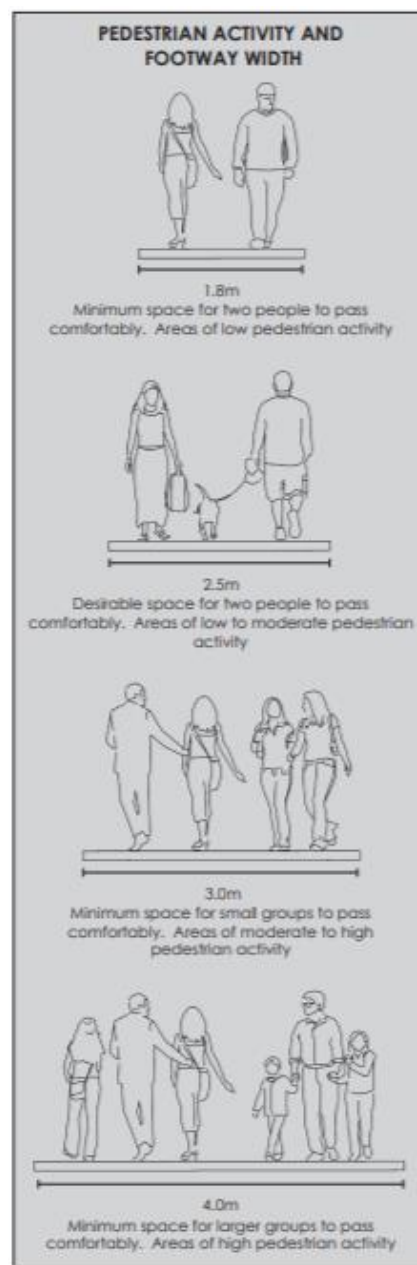 PEDESTRIAN ACTIVITY AND
FOOTWAY WIDTH
1.8m
Minimum space for two people to pass
comfortably. Areas of low pedestrian activity
2.5m
Desirable space for two people to pass
comfortably. Areas of low to moderate pedestrian
activity
3.0m
Minimum space for small groups to pass
comfortably. Areas of moderate to high
pedestrian activity
4.0m
Minimum space for larger groups to pass
comfortably. Areas of high pedestrian activity